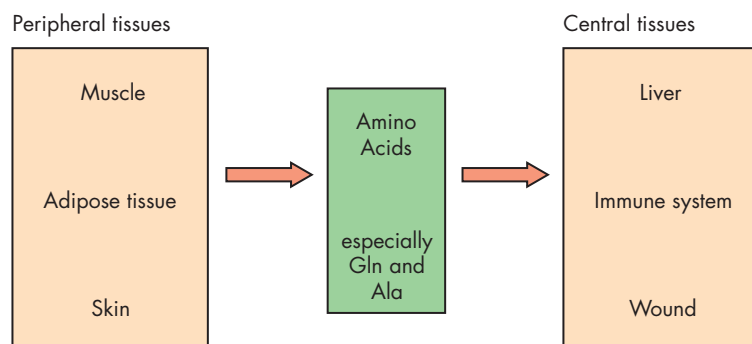 Peripheral tissues
Muscle
Adipose tissue
Skin
Amino
Acids
especially
Gln and
Ala
Central tissues
Liver
Immune system
Wound